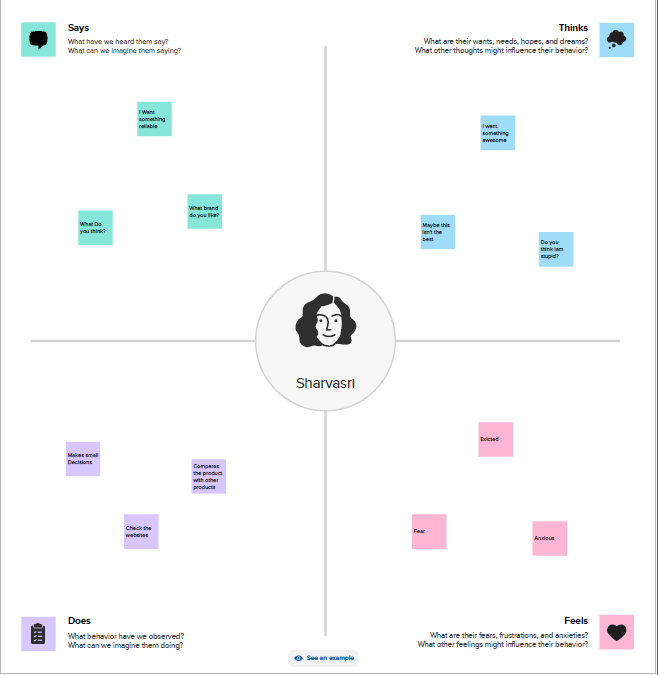 Says
What have we heard them say?
What can we imagine them saying?
Thinks
What are their wants, needs, hopes, and dreams?
What other thoughts might influence their behavior?
I Want
something
reliable
What Do
you think?
What brand
do you like?
I want
something
awesome
Maybe this
isn't the
best
Do you
think iam
stupid?
Sharvasri
Makes small
Decisions
Compares
the product
with other
products
Check the
websites
Exicted
Fear
Anxious
Does
What behavior have we observed?
What can we imagine them doing?
Feels
What are their fears, frustrations, and anxieties?
What other feelings might influence their behavior?
See an example